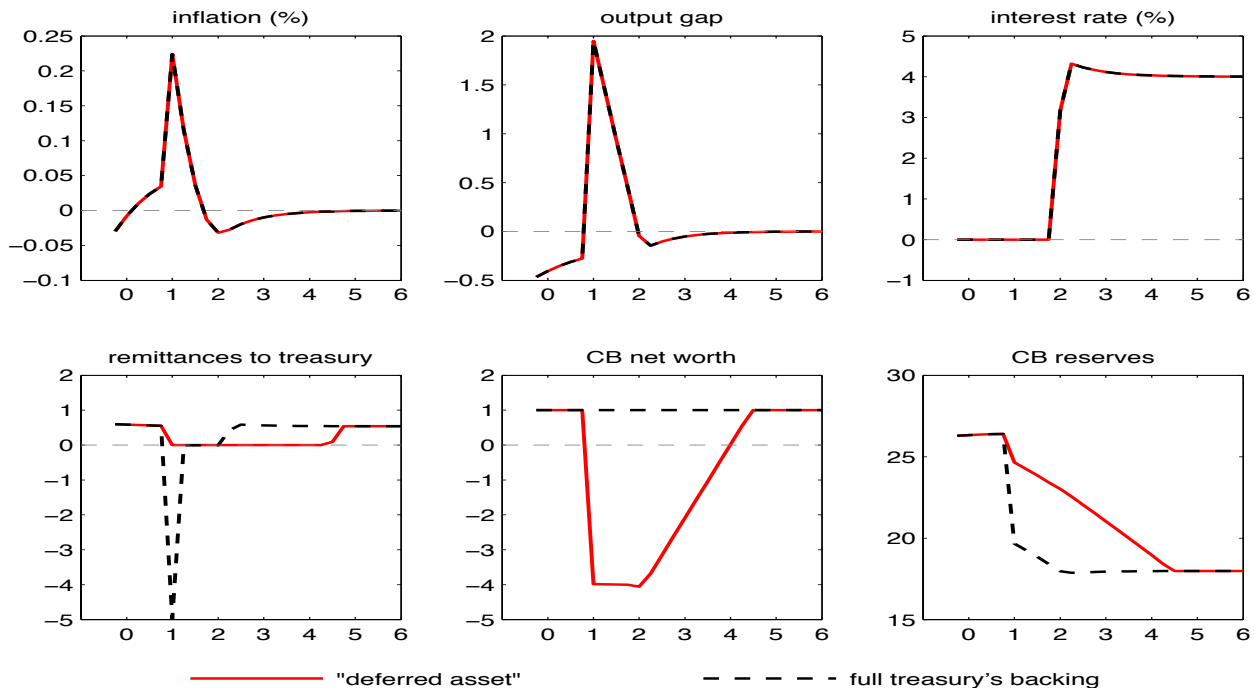 inflation (%)
output gap
interest rate (%)
0.25
0.2
0.15
0.1
0.05
0
−0.05
−0.1
0 1 2 3 4 5 6
2
1.5
1
0.5
0
−0.5
0 1 2 3 4 5 6
5
4
3
2
1
0
−1
0 1 2 3 4 5 6
remittances to treasury
CB net worth
CB reserves
2
1
0
−1
−2
−3
−4
−5
0 1 2 3 4 5 6
2
1
0
−1
−2
−3
−4
−5
0 1 2 3 4 5 6
30
25
20
15
0 1 2 3 4 5 6
"deferred asset"
full treasury's backing